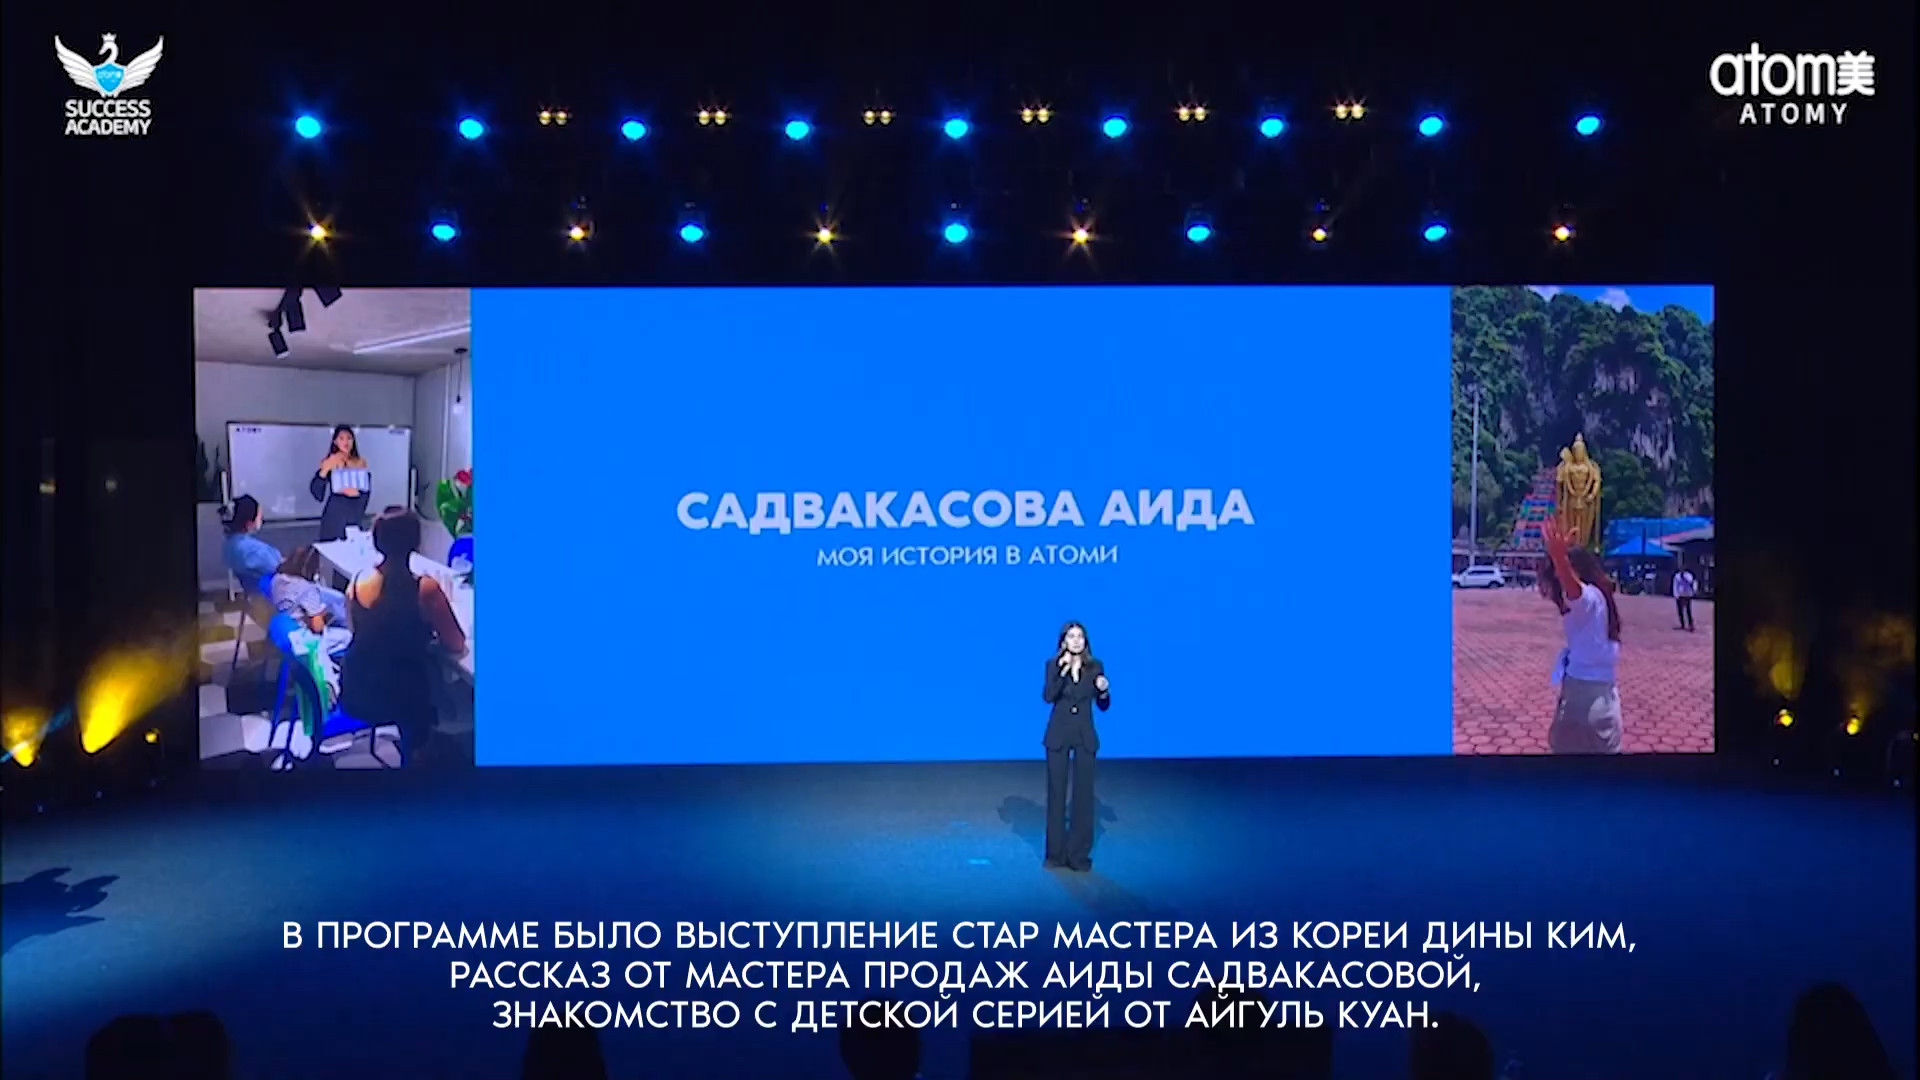 SUCCESS
ACADEMY
atom美
ATOMY
САДВАКАСОВА АИДА
МОЯ ИСТОРИЯ В АТОМИ
В ПРОГРАММЕ БЫЛО ВЫСТУПЛЕНИЕ СТАР МАСТЕРА ИЗ КОРЕИ ДИНЫ КИМ,
РАССКАЗ ОТ МАСТЕРА ПРОДАЖ АИДЫ САДВАКАСОВОЙ,
ЗНАКОМСТВО С ДЕТСКОЙ СЕРИЕЙ ОТ АЙГУЛЬ КУАН.